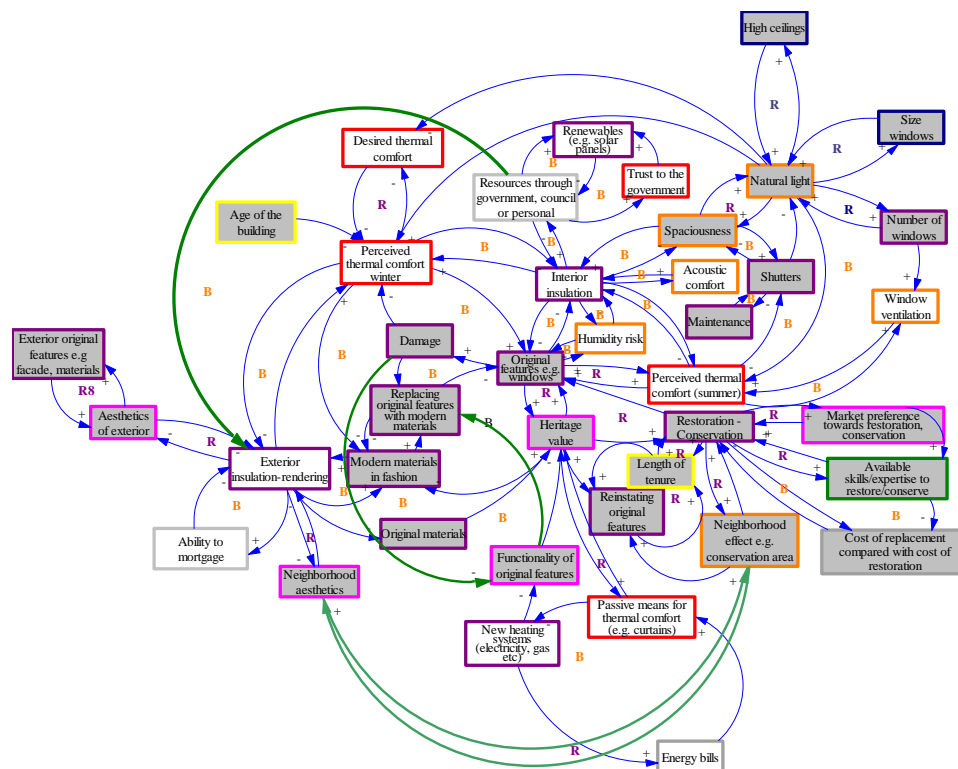 High ceilings
R
Size
windows
R
Renewables
(e.g. solar
panels)
Desired thermal
comfort
B
Trust to the
government
Natural light
Resources through
government, council
or personal
B
R
R
R
Age of the
building
Spaciousness
Number of
windows
B
B
B
Perceived
thermal comfort
winter
Interior
insulation
B
Acoustic
comfort
Shutters
B
B
Window
ventilation
Maintenance
Exterior original
features e.g
facade, materials
Damage
Humidity risk
B
B
Original
features e.g.
windows
R
Perceived thermal
comfort (summer)
B
R8
B
Replacing
original features
with modern
materials
R
Aesthetics
of exterior
B
Heritage
value
R
R
Restoration -
Conservation
Market preference
towards restoration,
conservation
R
Exterior
insulation-rendering
Modern materials
in fashion
Length of
tenure
R
R
B
Available
skills/expertise to
restore/conserve
B
B
Reinstating
original
features
B
Ability to
mortgage
R
Original materials
B
Neighborhood
effect e.g.
conservation area
Cost of replacement
compared with cost of
restoration
Neighborhood
aesthetics
Functionality of
original features
R
Passive means for
thermal comfort
(e.g. curtains)
New heating
systems
(electricity, gas
etc)
B
B
R
Energy bills